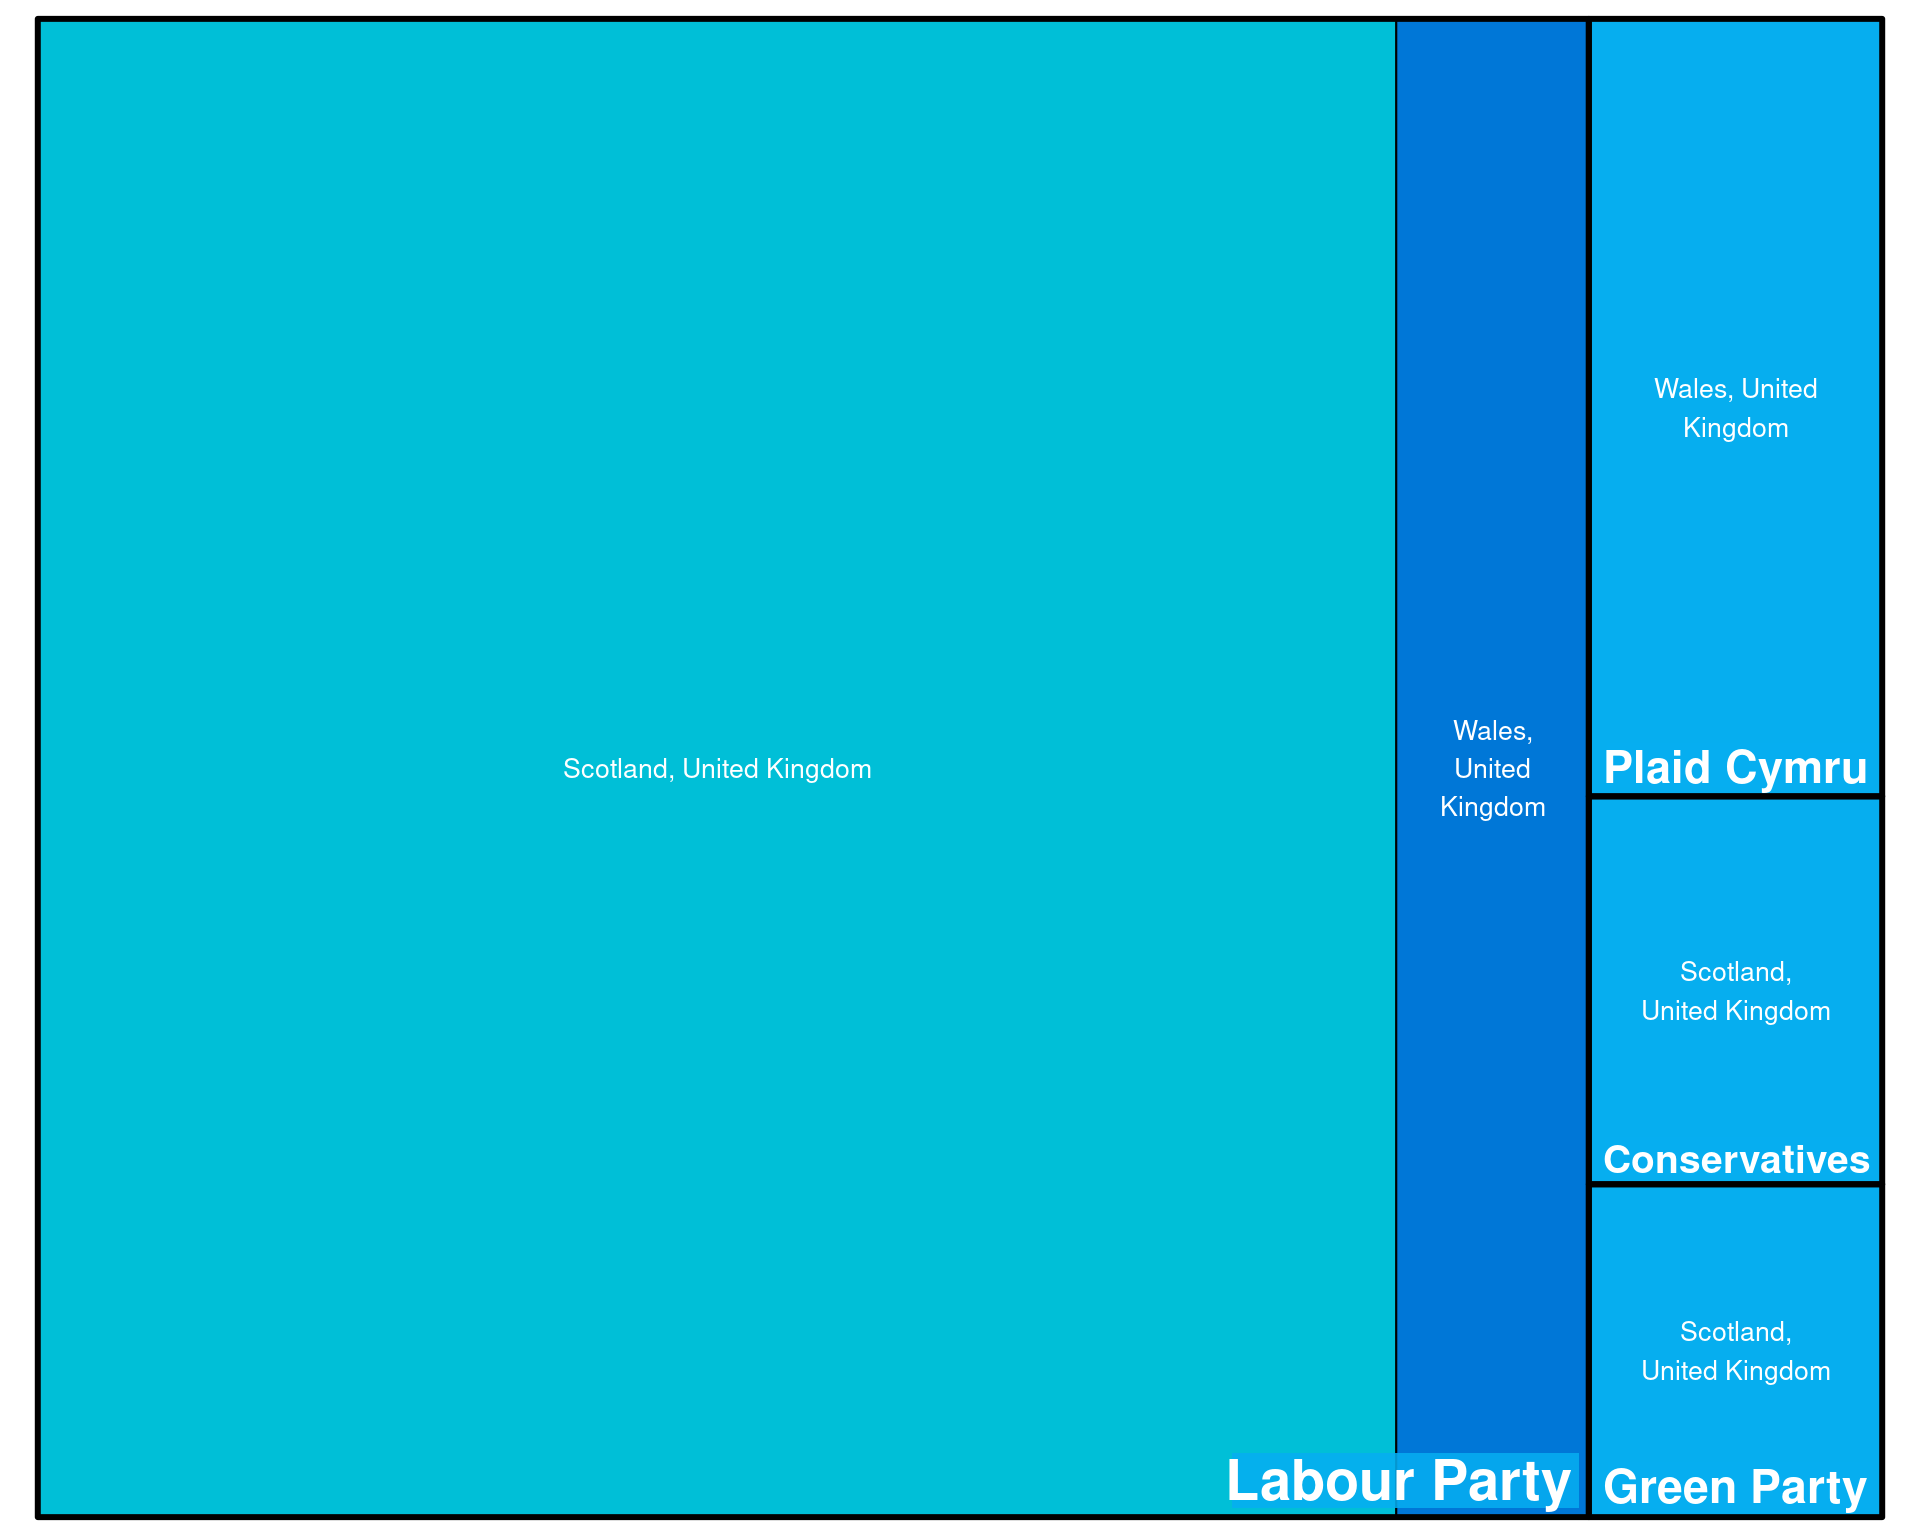 Scotland, United Kingdom
Wales,
United
Kingdom
Labour Party
Wales, United
Kingdom
Plaid Cymru
Scotland,
United Kingdom
Conservatives
Scotland,
United Kingdom
Green Party